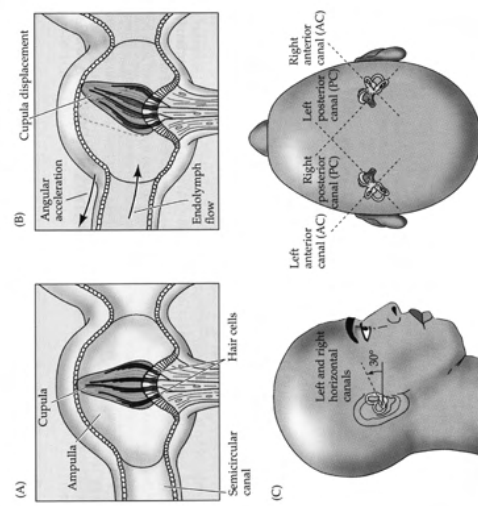 (A)
Cupula
Ampulla
Hair cells
Semicircular
canal
(B)
Cupula displacement
Angular
acceleration
Endolymph
flow
(C)
Left and right
horizontal
canals
30°
Left
anterior
canal (AC)
Right
posterior
canal (PC)
Left
posterior
canal (PC)
Right
anterior
canal (AC)